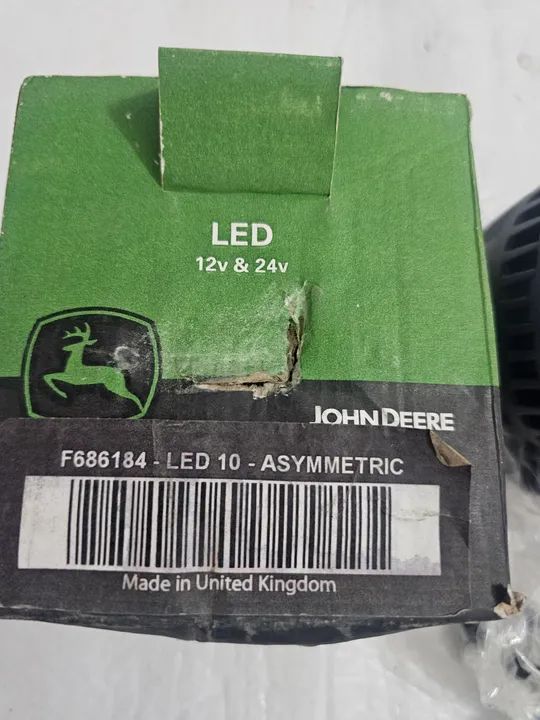 LED
12v & 24v
JOHN DEERE
F686184 - LED 10 - ASYMMETRIC
Made in United Kingdom